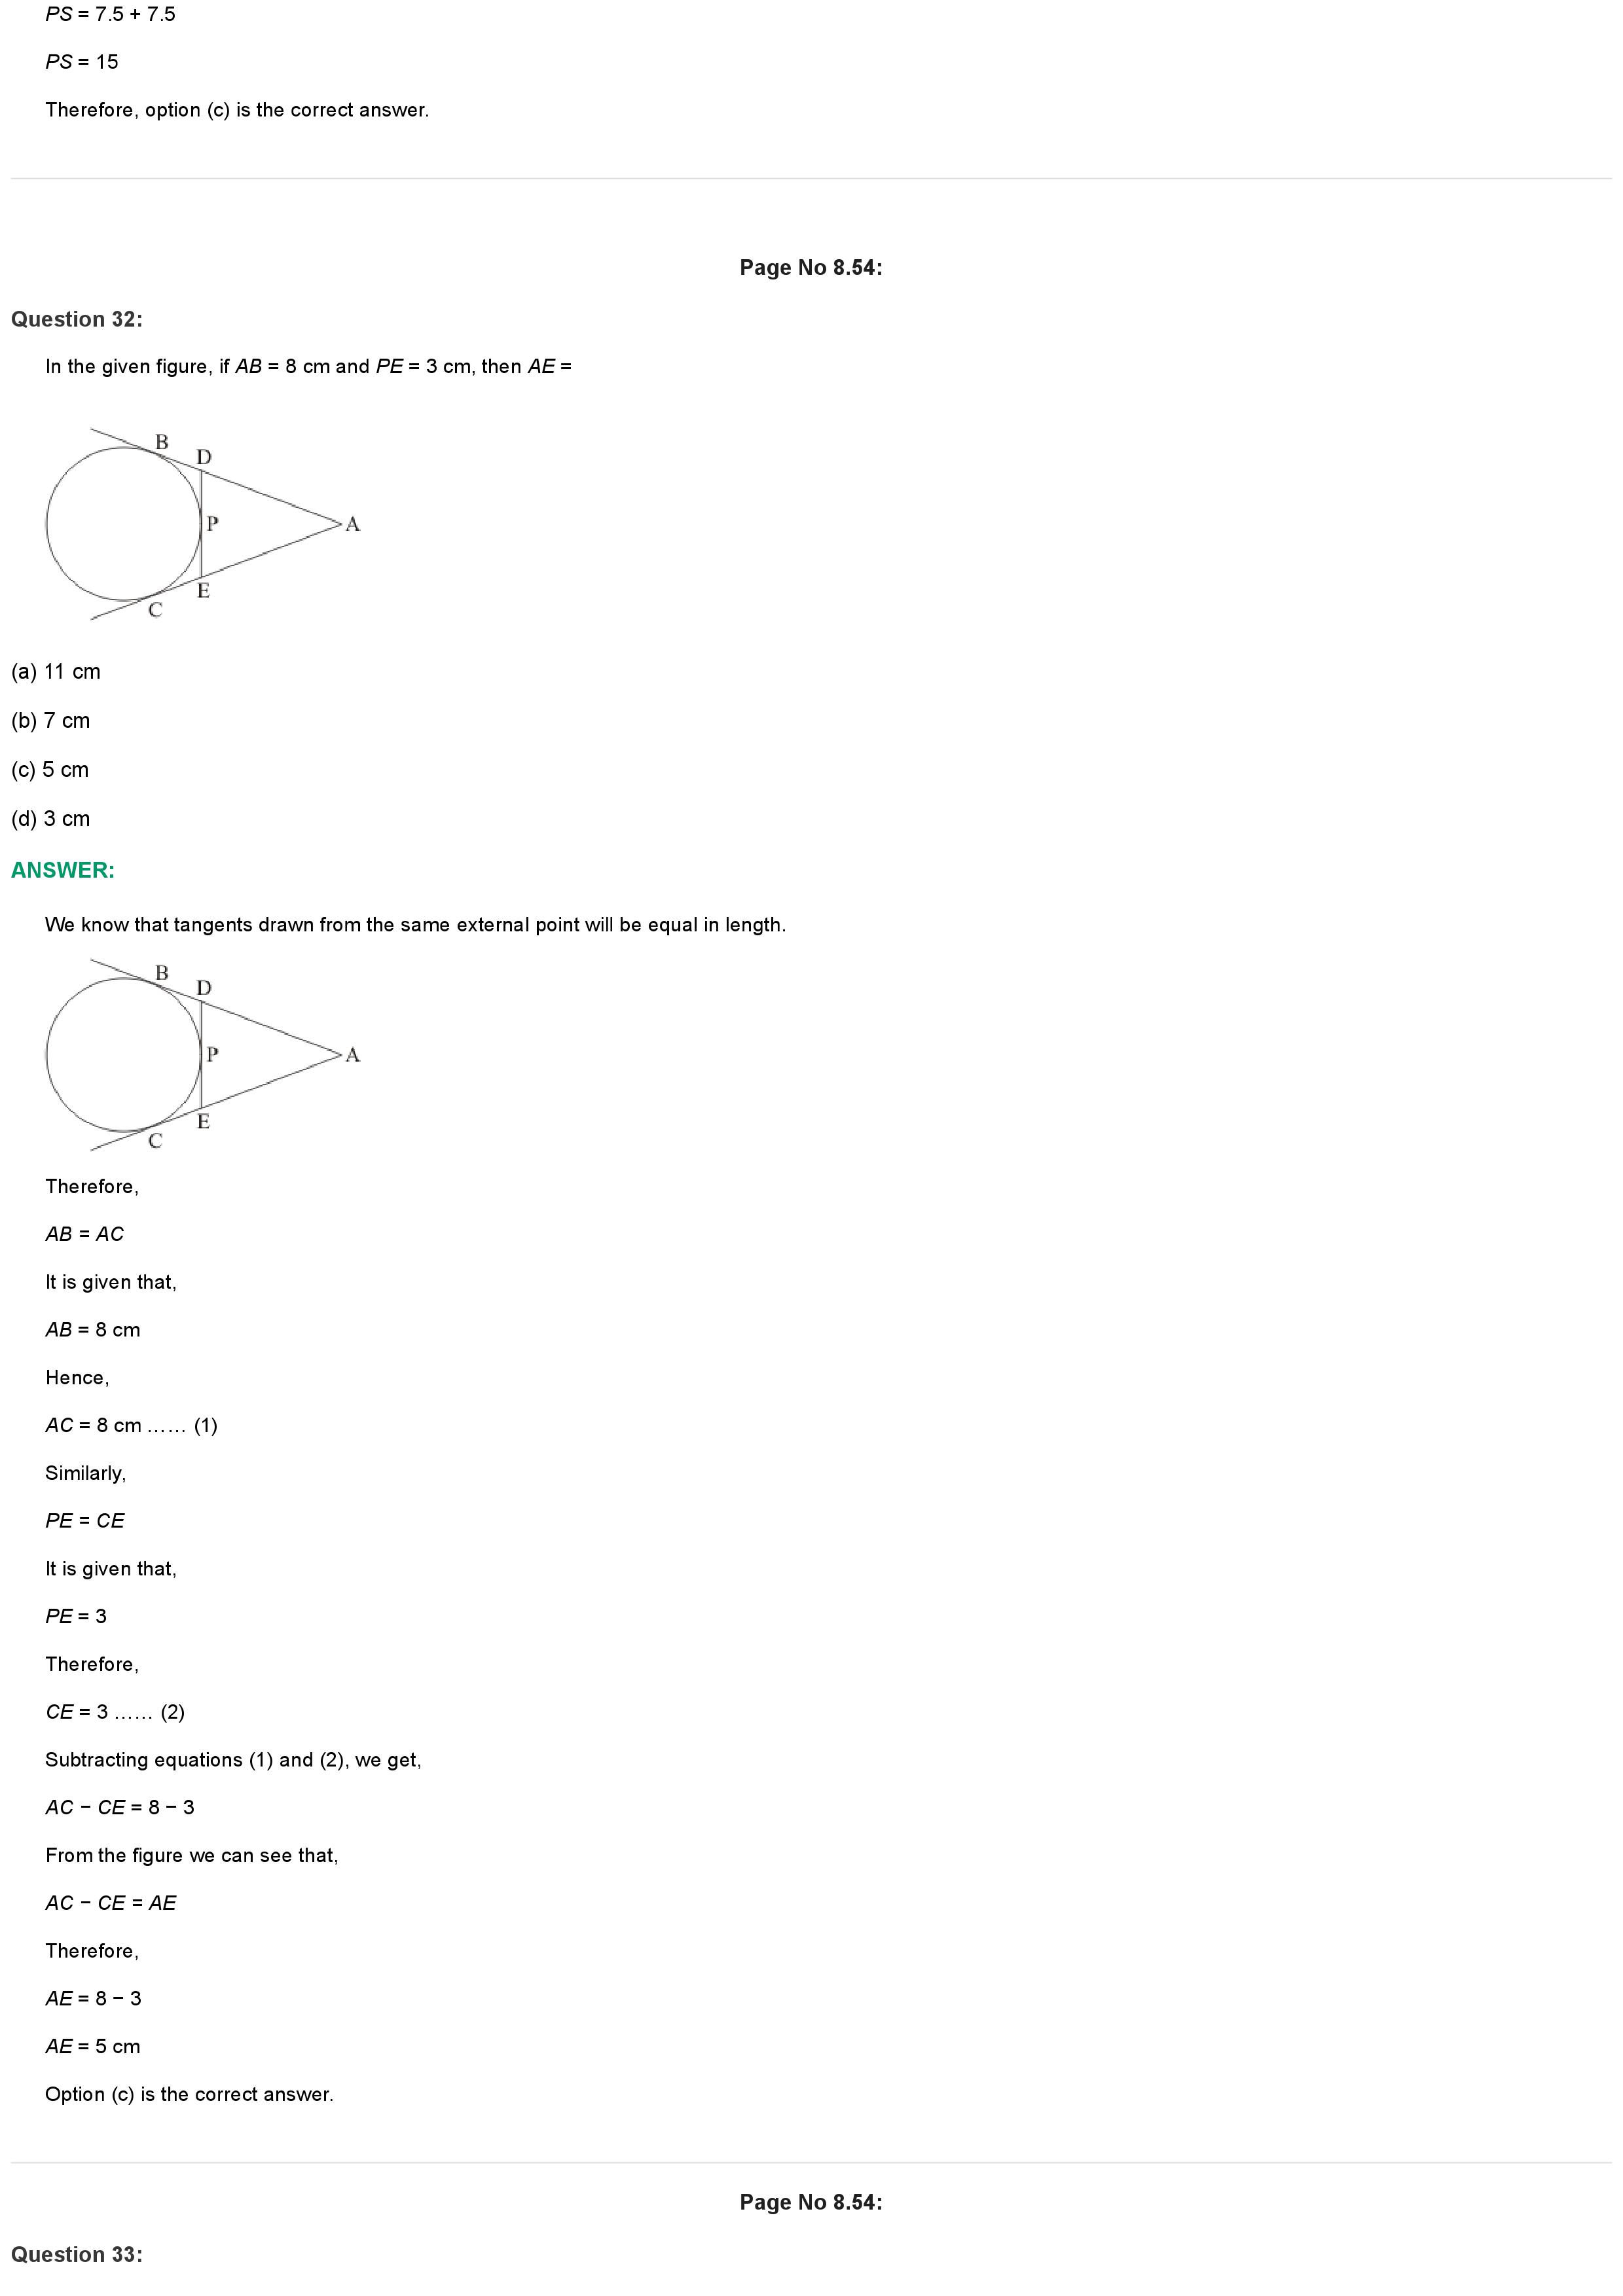 PS = 7.5 + 7.5
PS = 15
Therefore, option (c) is the correct answer.
Page No 8.54:
Question 32:
In the given figure, if AB = 8 cm and PE = 3 cm, then AE =
B
D
P
A
E
C
(a) 11 cm
(b) 7 cm
(c) 5 cm
(d) 3 cm
ANSWER:
We know that tangents drawn from the same external point will be equal in length.
B
D
P
A
E
C
Therefore,
AB = AC
It is given that,
AB = 8 cm
Hence,
AC = 8 cm …… (1)
Similarly,
PE = CE
It is given that,
PE = 3
Therefore,
CE = 3 …… (2)
Subtracting equations (1) and (2), we get,
AC − CE = 8 − 3
From the figure we can see that,
AC − CE = AE
Therefore,
AE = 8 − 3
AE = 5 cm
Option (c) is the correct answer.
Page No 8.54:
Question 33: